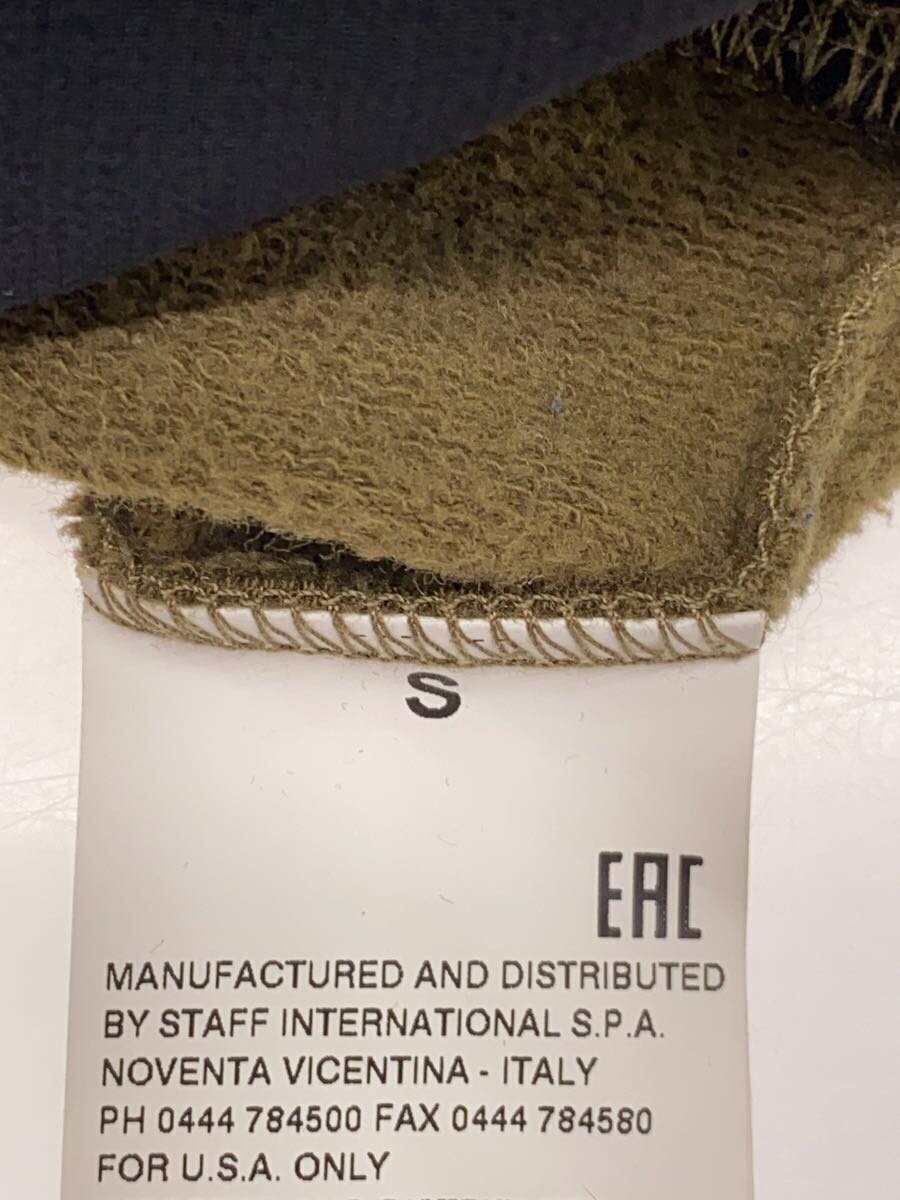 S
EAC
MANUFACTURED AND DISTRIBUTED
BY STAFF INTERNATIONAL S.P.A.
NOVENTA VICENTINA - ITALY
PH 0444 784500 FAX 0444 784580
FOR U.S.A. ONLY